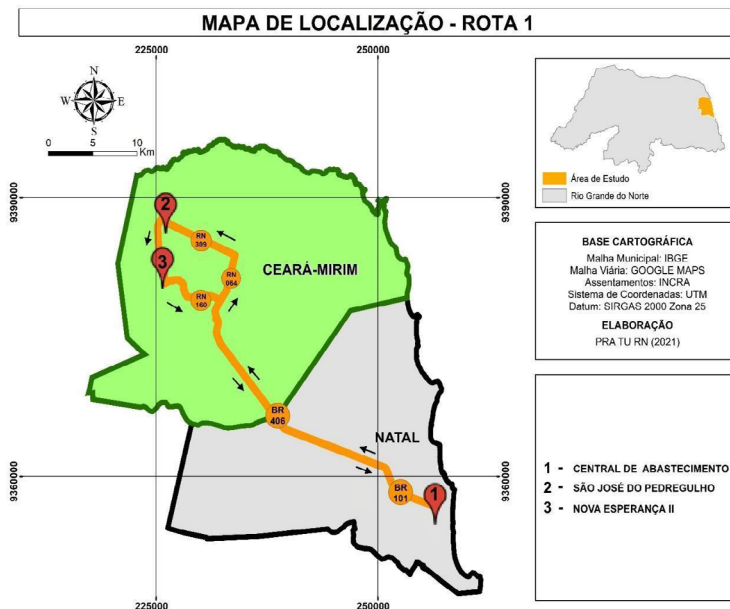 MAPA DE LOCALIZAÇÃO - ROTA 1
225000
250000
N
W
E
S
0 5 10
Km
9390000
9390000
2
RN
309
3
CEARÁ-MIRIM
RN
064
RN
160
BR
406
NATAL
9360000
9360000
BR
101
1
225000
250000
Área de Estudo
Rio Grande do Norte
BASE CARTOGRÁFICA
Malha Municipal: IBGE
Malha Viária: GOOGLE MAPS
Assentamentos: INCRA
Sistema de Coordenadas: UTM
Datum: SIRGAS 2000 Zona 25
ELABORAÇÃO
PRA TU RN (2021)
1 - CENTRAL DE ABASTECIMENTO
2 - SÃO JOSÉ DO PEDREGULHO
3 - NOVA ESPERANÇA II